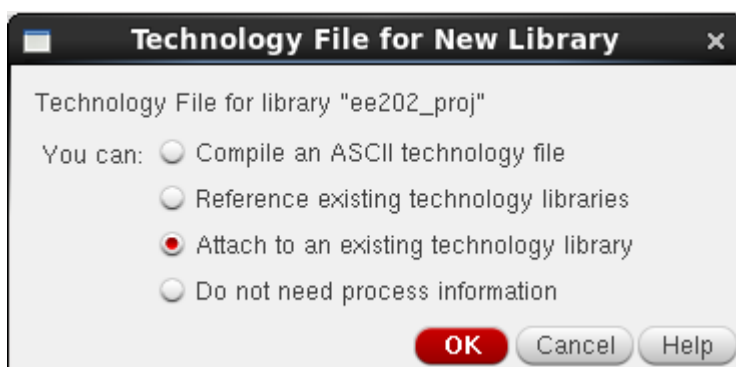 Technology File for New Library
Technology File for library "ee202_proj"
You can: Compile an ASCII technology file
Reference existing technology libraries
Attach to an existing technology library
Do not need process information
OK Cancel Help